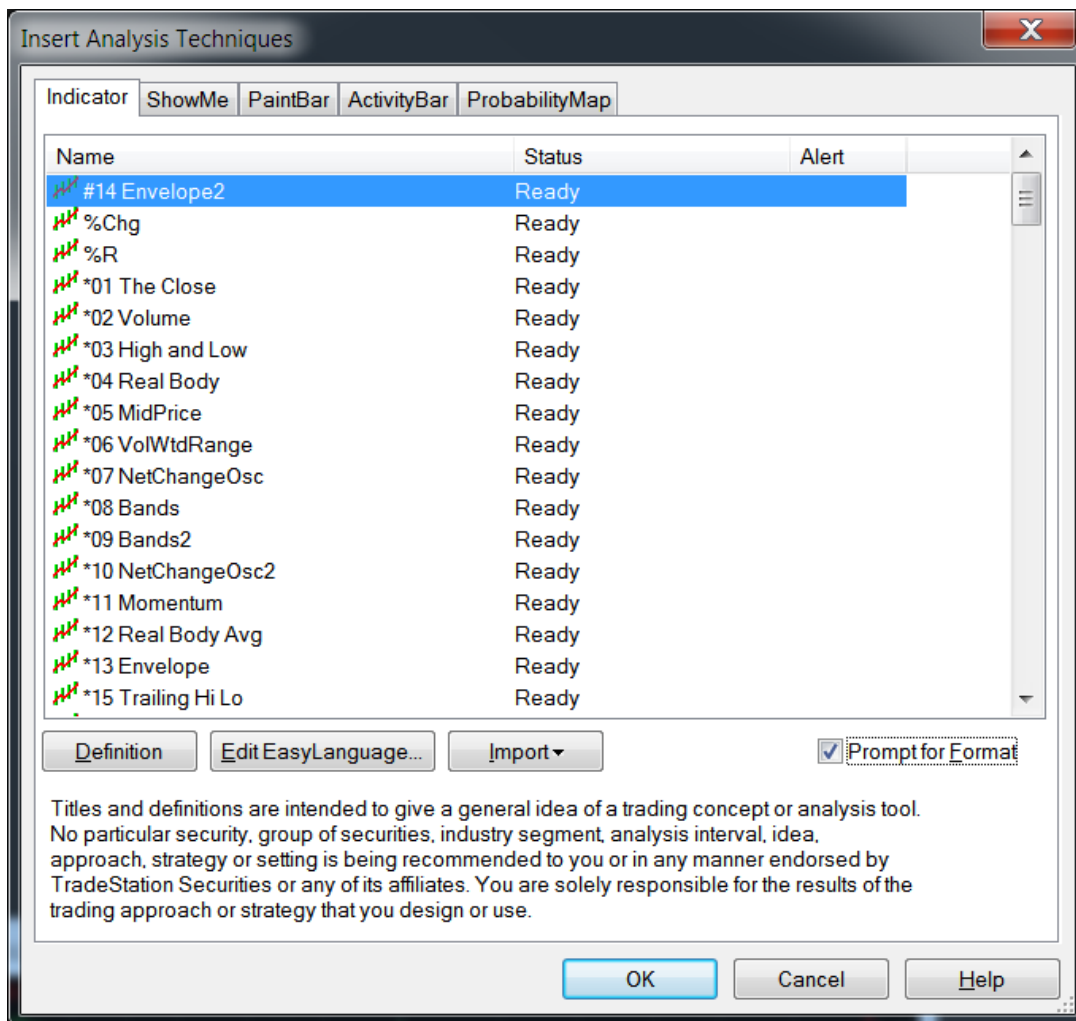 Insert Analysis Techniques
Indicator ShowMe PaintBar ActivityBar ProbabilityMap
Name Status Alert
#14 Envelope2 Ready
%Chg Ready
%R Ready
*01 The Close Ready
*02 Volume Ready
*03 High and Low Ready
*04 Real Body Ready
*05 MidPrice Ready
*06 VolWtdRange Ready
*07 NetChangeOsc Ready
*08 Bands Ready
*09 Bands2 Ready
*10 NetChangeOsc2 Ready
*11 Momentum Ready
*12 Real Body Avg Ready
*13 Envelope Ready
*15 Trailing Hi Lo Ready
Definition Edit EasyLanguage... Import Prompt for Format
Titles and definitions are intended to give a general idea of a trading concept or analysis tool.
No particular security, group of securities, industry segment, analysis interval, idea,
approach, strategy or setting is being recommended to you or in any manner endorsed by
TradeStation Securities or any of its affiliates. You are solely responsible for the results of the
trading approach or strategy that you design or use.
OK Cancel Help